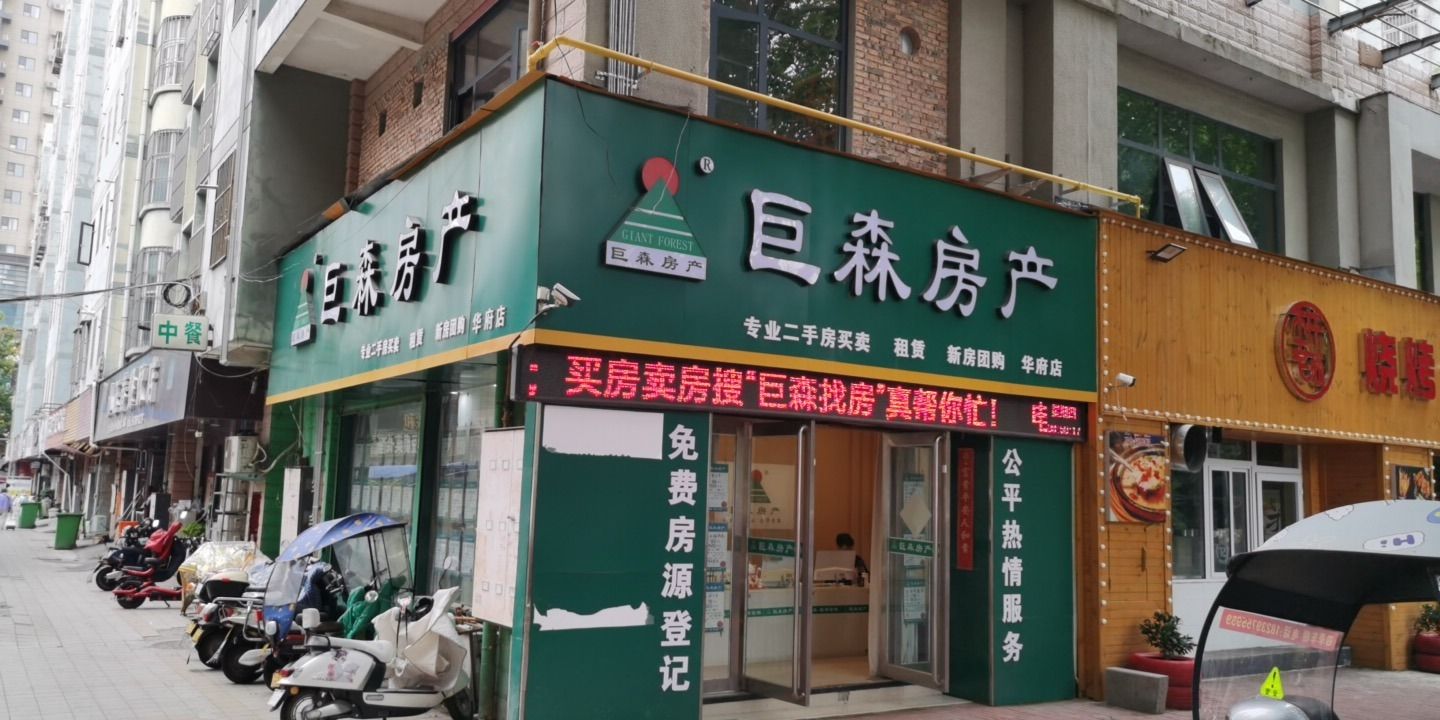 巨森房产
专业二手房买卖 租赁 新房团购 华府店
中餐
®
GIANT FOREST
巨森房产
巨森房产
专业二手房买卖 租赁 新房团购 华府店
买房卖房搜“巨森找房”真帮你忙！
免费房源登记
公平热情服务
巨森房产
巨森房产
烧烤